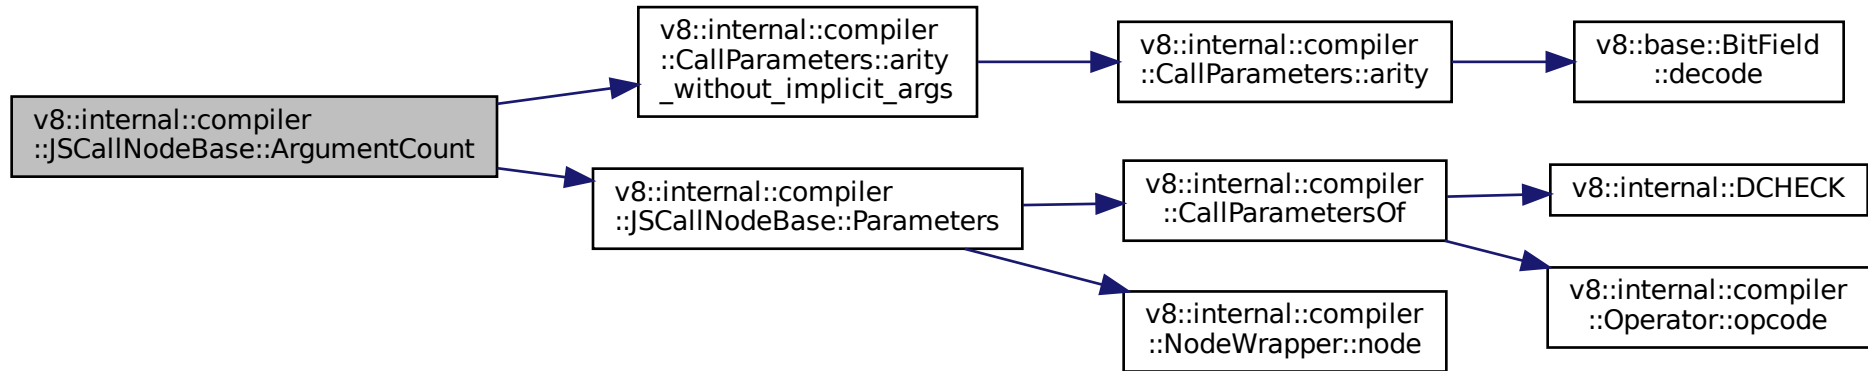 v8::internal::compiler
::JSCallNodeBase::ArgumentCount
v8::internal::compiler
::CallParameters::arity
_without_implicit_args
v8::internal::compiler
::CallParameters::arity
v8::base::BitField
::decode
v8::internal::compiler
::JSCallNodeBase::Parameters
v8::internal::compiler
::CallParametersOf
v8::internal::DCHECK
v8::internal::compiler
::Operator::opcode
v8::internal::compiler
::NodeWrapper::node